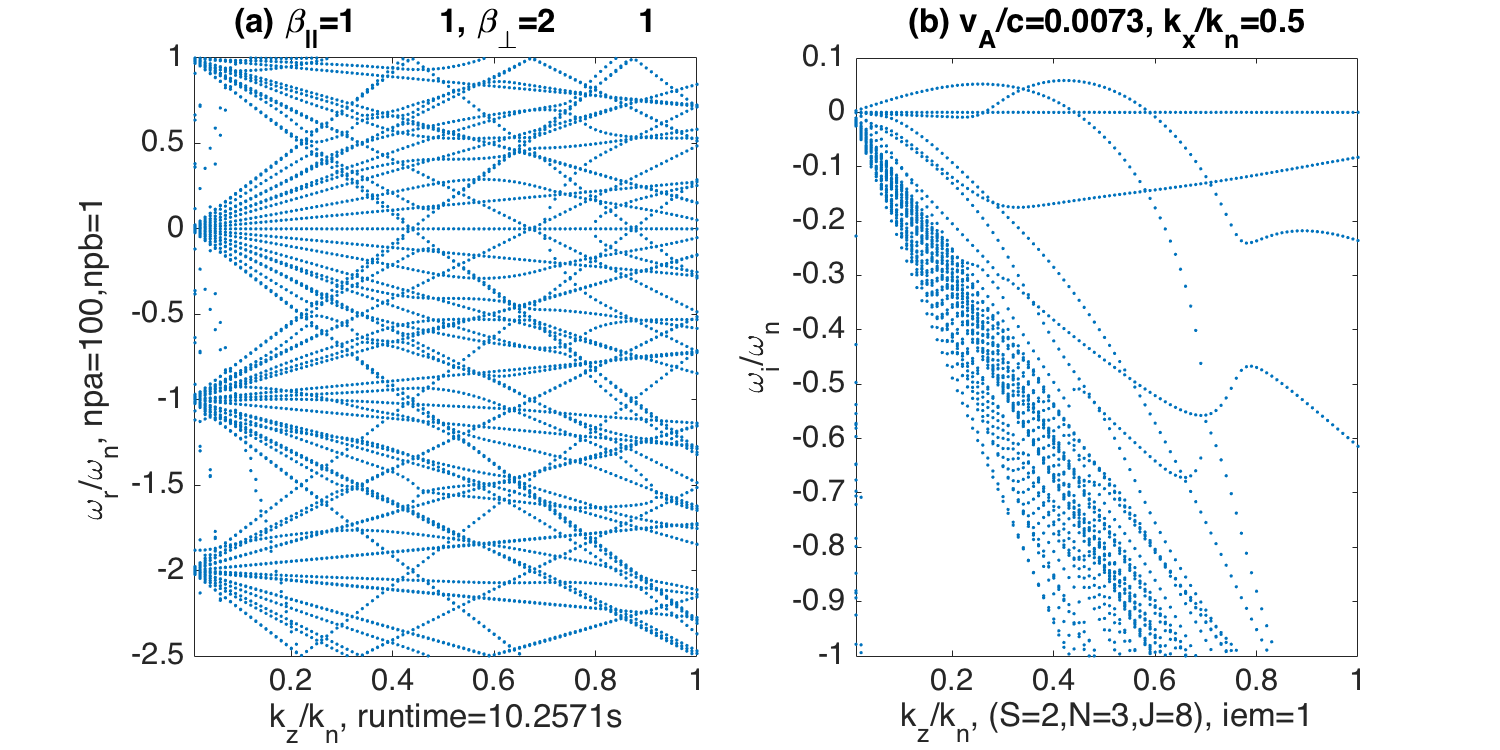 (a) β||=1 1, β⊥=2 1
1
0.5
0
-0.5
-1
-1.5
-2
-2.5
ωr/ωn, npa=100,npb=1
0.2 0.4 0.6 0.8 1
kz/kn, runtime=10.2571s
(b) vA/c=0.0073, kx/kn=0.5
0.1
0
-0.1
-0.2
-0.3
-0.4
-0.5
-0.6
-0.7
-0.8
-0.9
-1
ωi/ωn
0.2 0.4 0.6 0.8 1
kz/kn, (S=2,N=3,J=8), iem=1